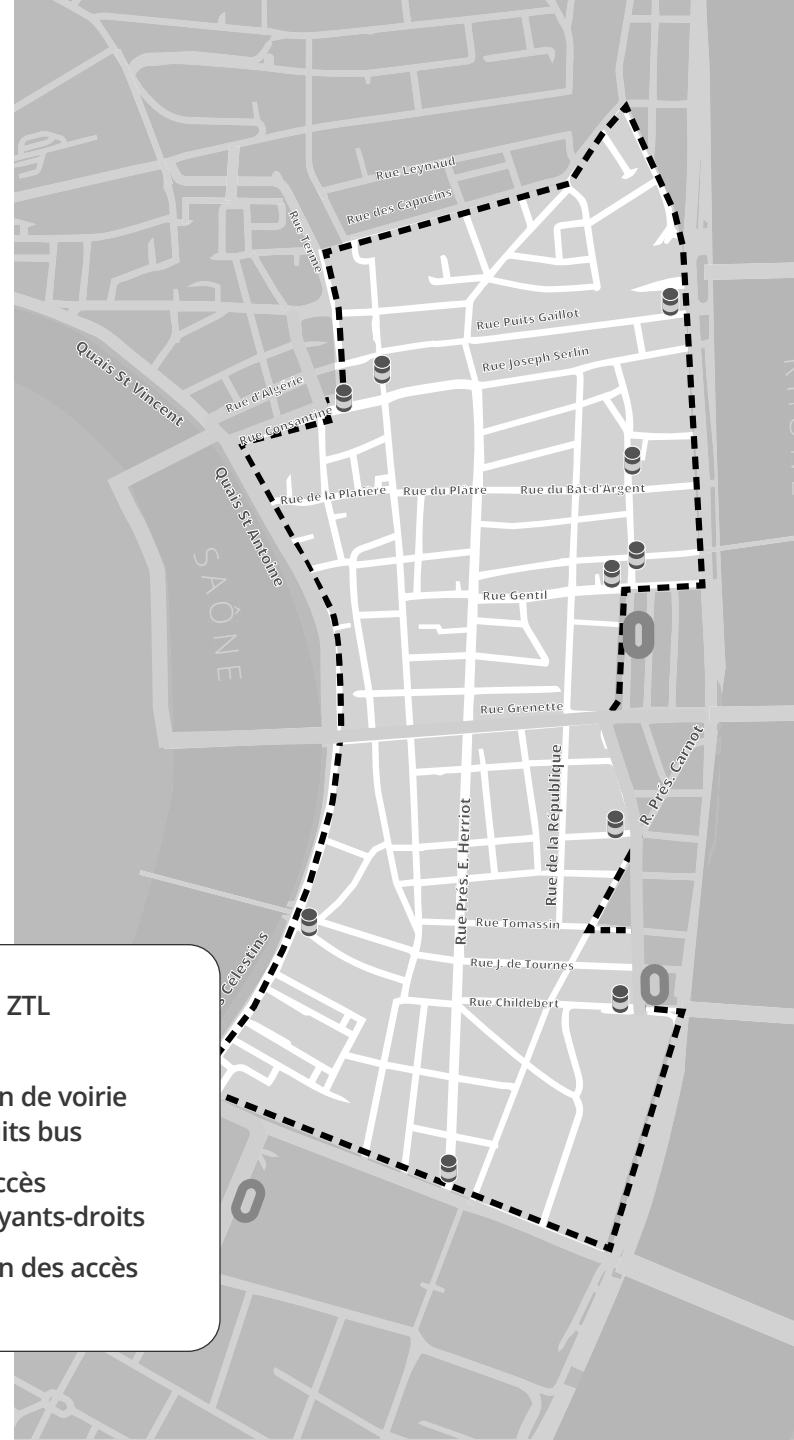 Rue Leynaud
Rue des Capucins
Rue Terme
Rue Puits Gaillot
Rue Joseph Serlin
Quais St Vincent
Rue d'Algérie
Rue Consantine
Quais St Antoine
Rue de la Platière
Rue du Plâtre
Rue du Bât-d'Argent
SAÔNE
Rue Gentil
Rue Grenette
R. Prés. Carnot
Rue de la République
Rue Prés. E. Herriot
Rue Tomassin
Rue J. de Tournes
Rue Childebert
s Célestins
ZTL
n de voirie
its bus
ccès
yants-droits
n des accès